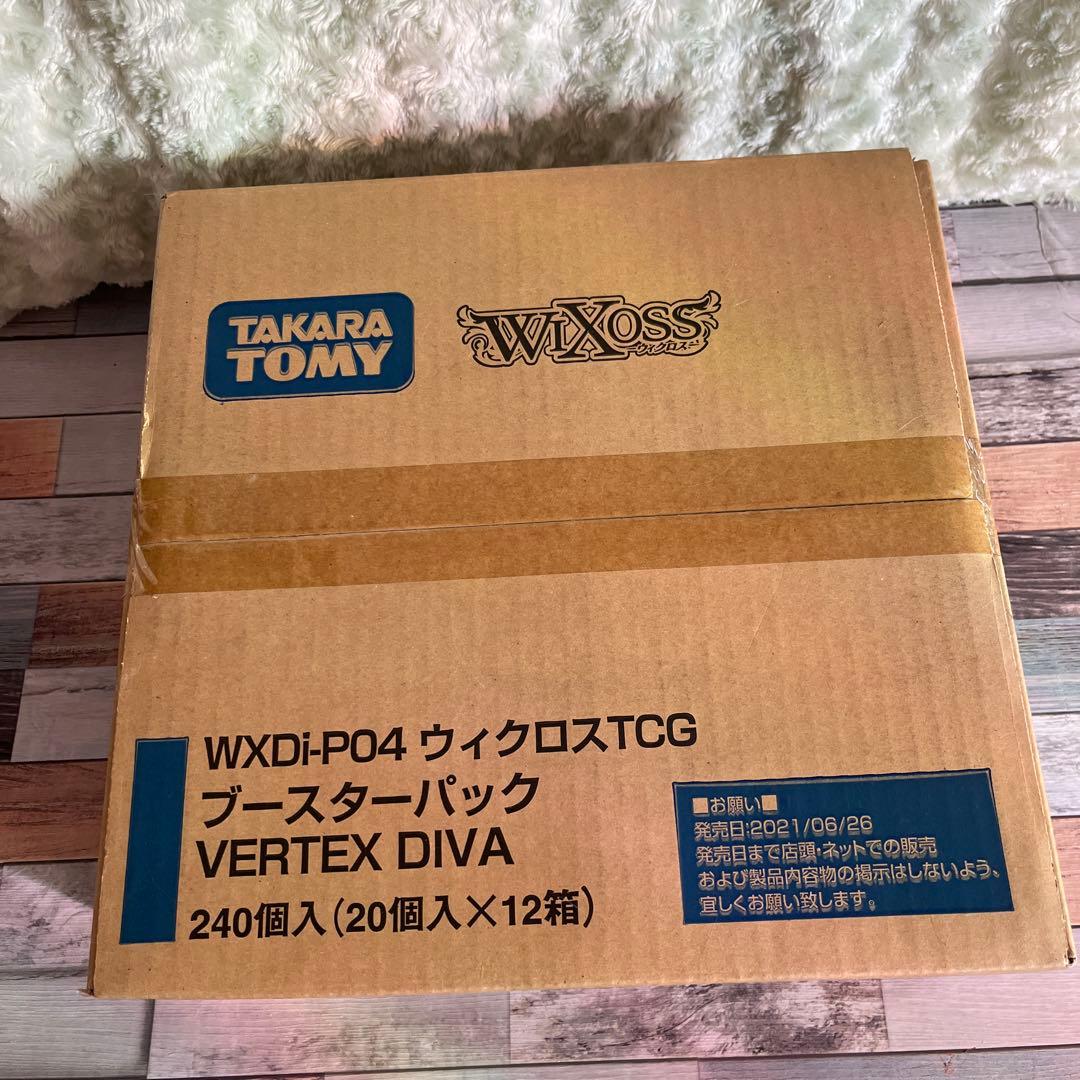 TAKARA
TOMY
WIXOSS
ウィクロス
WXDi-P04 ウィクロスTCG
ブースターパック
VERTEX DIVA
240個入(20個入×12箱)
■お願い■
発売日:2021/06/26
発売日まで店頭・ネットでの販売
および製品内容物の掲示はしないよう、
宜しくお願い致します。